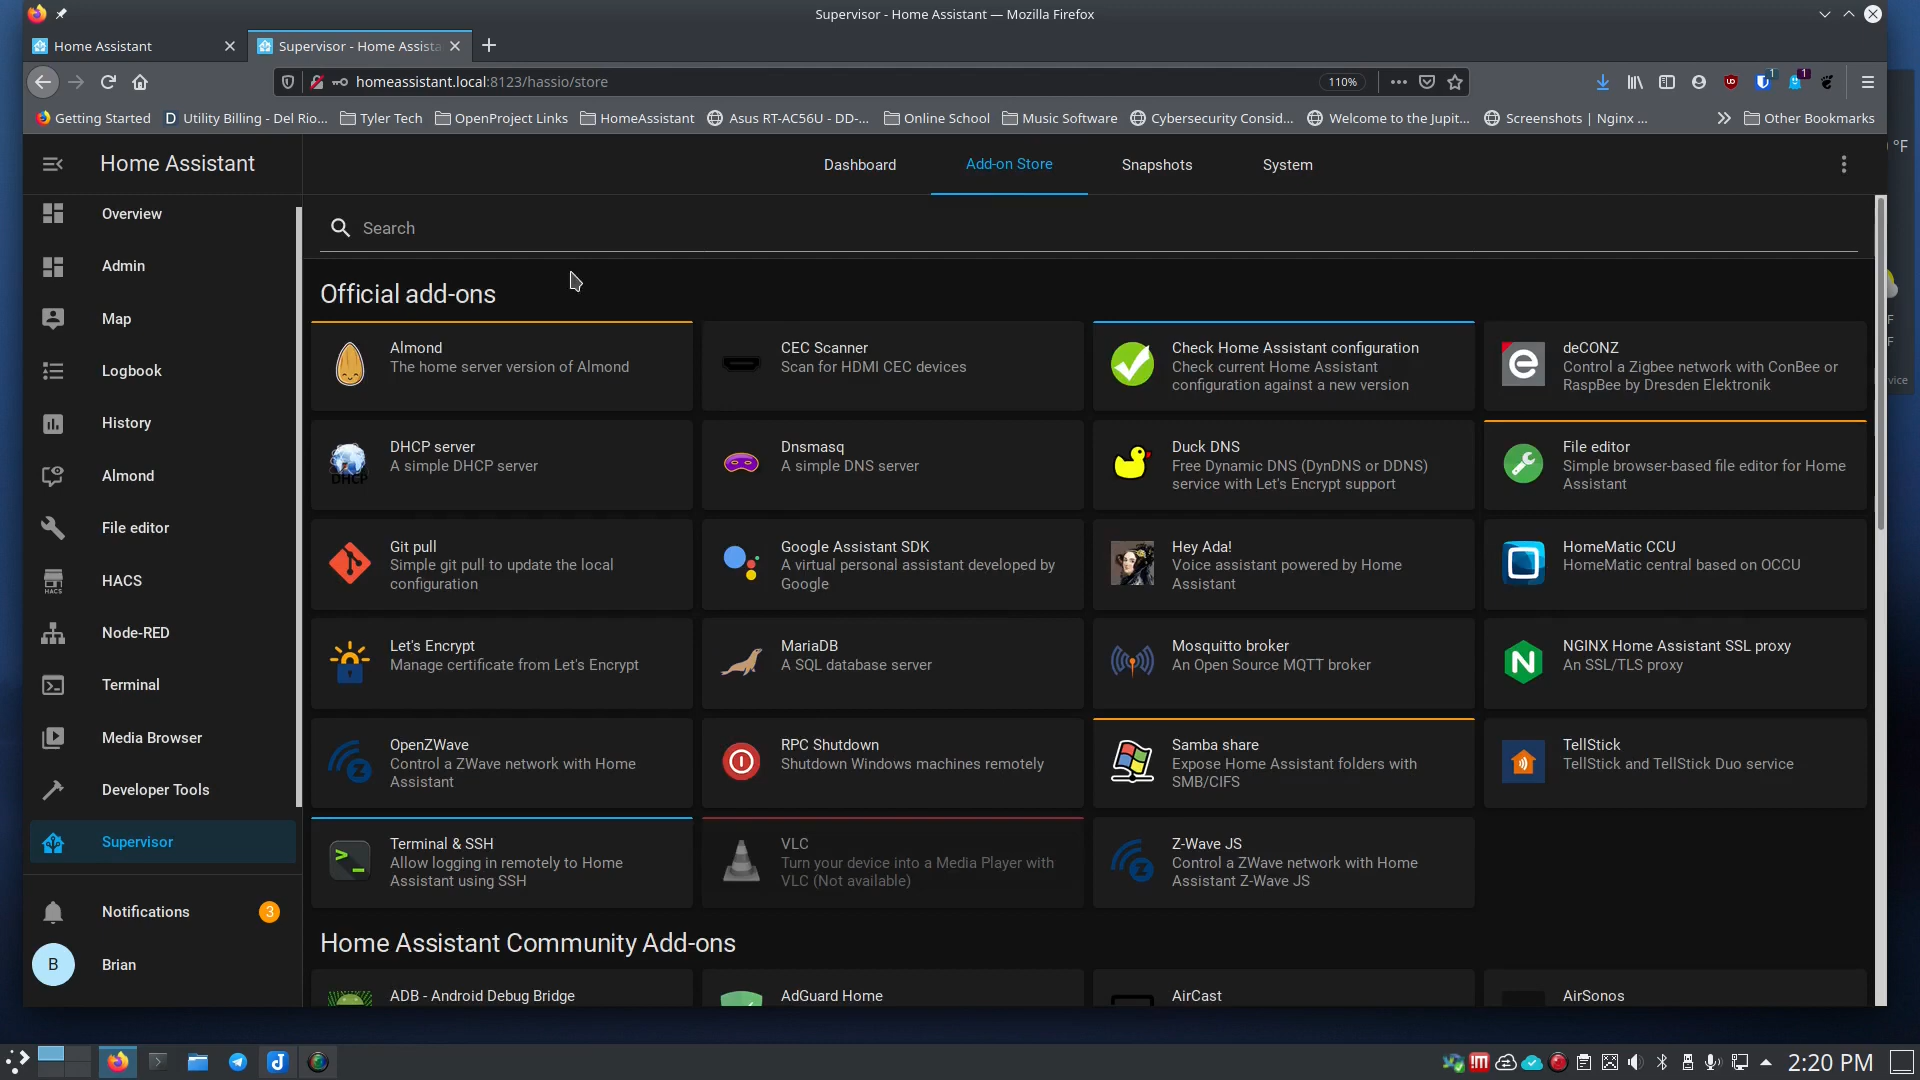 Supervisor - Home Assistant — Mozilla Firefox
Home Assistant
Supervisor - Home Assista
homeassistant.local:8123/hassio/store
110%
1
1
Getting Started
Utility Billing - Del Rio...
Tyler Tech
OpenProject Links
HomeAssistant
Asus RT-AC56U - DD-...
Online School
Music Software
Cybersecurity Consid...
Welcome to the Jupit...
Screenshots | Nginx ...
Other Bookmarks
°F
Home Assistant
Dashboard
Add-on Store
Snapshots
System
Overview
Admin
Map
Logbook
History
Almond
File editor
HACS
HACS
Node-RED
Terminal
Media Browser
Developer Tools
Supervisor
Notifications
3
B
Brian
Search
Official add-ons
Almond
The home server version of Almond
CEC Scanner
Scan for HDMI CEC devices
Check Home Assistant configuration
Check current Home Assistant
configuration against a new version
deCONZ
Control a Zigbee network with ConBee or
RaspBee by Dresden Elektronik
DHCP
DHCP server
A simple DHCP server
Dnsmasq
A simple DNS server
Duck DNS
Free Dynamic DNS (DynDNS or DDNS)
service with Let's Encrypt support
File editor
Simple browser-based file editor for Home
Assistant
Git pull
Simple git pull to update the local
configuration
Google Assistant SDK
A virtual personal assistant developed by
Google
Hey Ada!
Voice assistant powered by Home
Assistant
HomeMatic CCU
HomeMatic central based on OCCU
Let's Encrypt
Manage certificate from Let's Encrypt
MariaDB
A SQL database server
Mosquitto broker
An Open Source MQTT broker
NGINX Home Assistant SSL proxy
An SSL/TLS proxy
OpenZWave
Control a ZWave network with Home
Assistant
RPC Shutdown
Shutdown Windows machines remotely
Samba share
Expose Home Assistant folders with
SMB/CIFS
TellStick
TellStick and TellStick Duo service
Terminal & SSH
Allow logging in remotely to Home
Assistant using SSH
VLC
Turn your device into a Media Player with
VLC (Not available)
Z-Wave JS
Control a ZWave network with Home
Assistant Z-Wave JS
Home Assistant Community Add-ons
ADB - Android Debug Bridge
AdGuard Home
AirCast
AirSonos
F
F
vice
2:20 PM